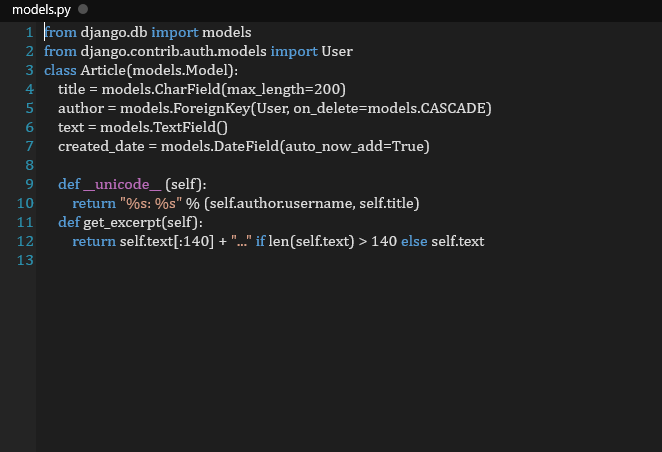 models.py
1 from django.db import models
2 from django.contrib.auth.models import User
3 class Article(models.Model):
4     title = models.CharField(max_length=200)
5     author = models.ForeignKey(User, on_delete=models.CASCADE)
6     text = models.TextField()
7     created_date = models.DateField(auto_now_add=True)
8
9     def __unicode__ (self):
10         return "%s: %s" % (self.author.username, self.title)
11     def get_excerpt(self):
12         return self.text[:140] + "..." if len(self.text) > 140 else self.text
13